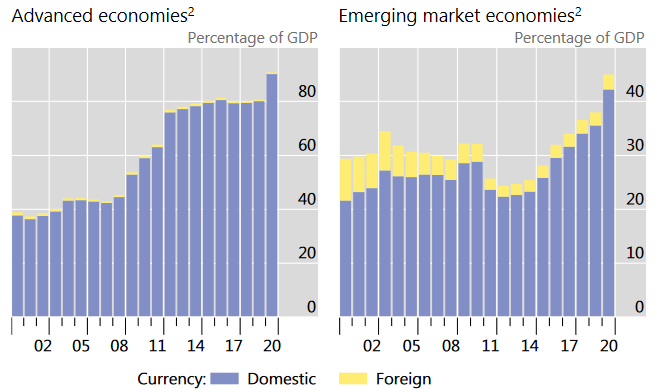 Advanced economies²
Percentage of GDP
80
60
40
20
0
02 05 08 11 14 17 20
Emerging market economies²
Percentage of GDP
40
30
20
10
0
02 05 08 11 14 17 20
Currency: Domestic Foreign